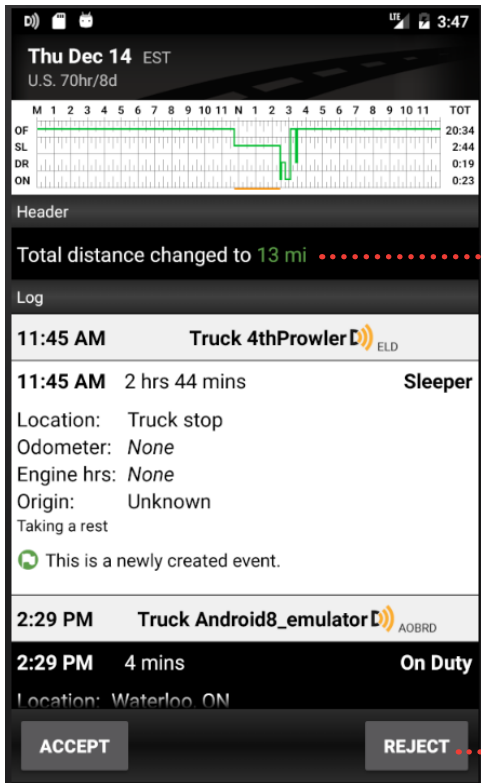 D)) LTE 3:47
Thu Dec 14 EST
U.S. 70hr/8d
M 1 2 3 4 5 6 7 8 9 10 11 N 1 2 3 4 5 6 7 8 9 10 11 TOT
OF 20:34
SL 2:44
DR 0:19
ON 0:23
Header
Total distance changed to 13 mi
Log
11:45 AM Truck 4thProwler D)) ELD
11:45 AM 2 hrs 44 mins Sleeper
Location: Truck stop
Odometer: None
Engine hrs: None
Origin: Unknown
Taking a rest
This is a newly created event.
2:29 PM Truck Android8_emulator D)) AOBRD
2:29 PM 4 mins On Duty
Location: Waterloo, ON
ACCEPT REJECT